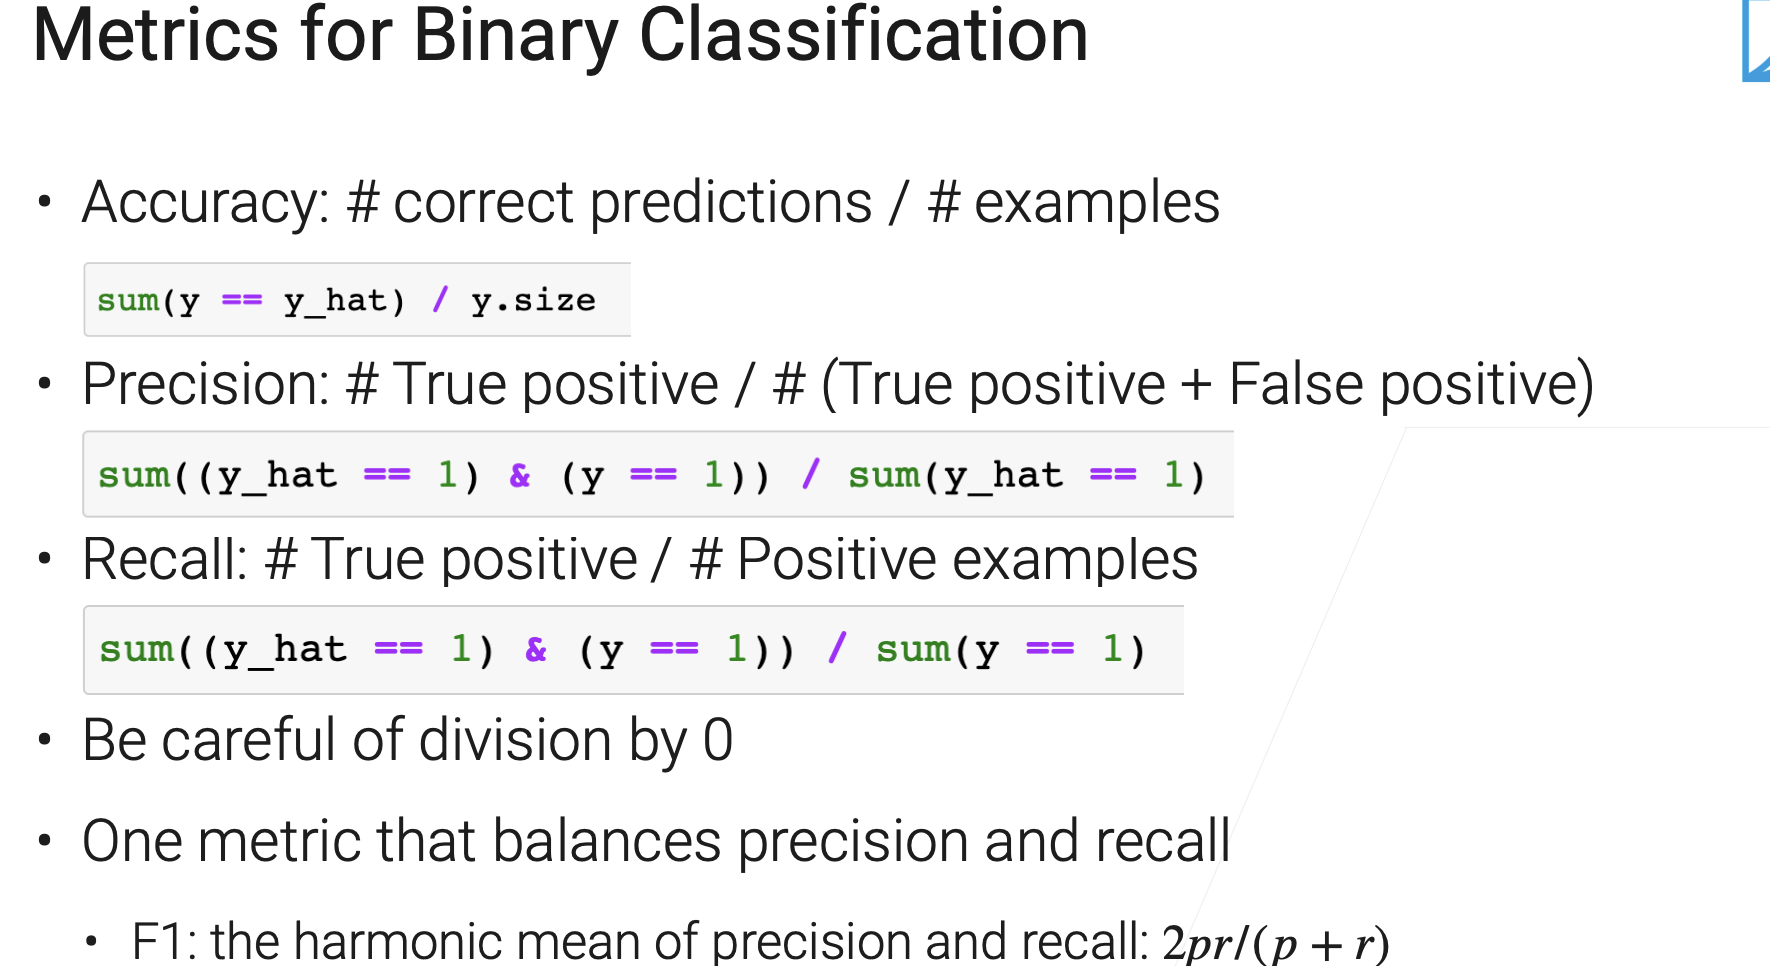 Metrics for Binary Classification
• Accuracy: # correct predictions / # examples
sum(y == y_hat) / y.size
• Precision: # True positive / # (True positive + False positive)
sum((y_hat == 1) & (y == 1)) / sum(y_hat == 1)
• Recall: # True positive / # Positive examples
sum((y_hat == 1) & (y == 1)) / sum(y == 1)
• Be careful of division by 0
• One metric that balances precision and recall
• F1: the harmonic mean of precision and recall: 2pr/(p + r)